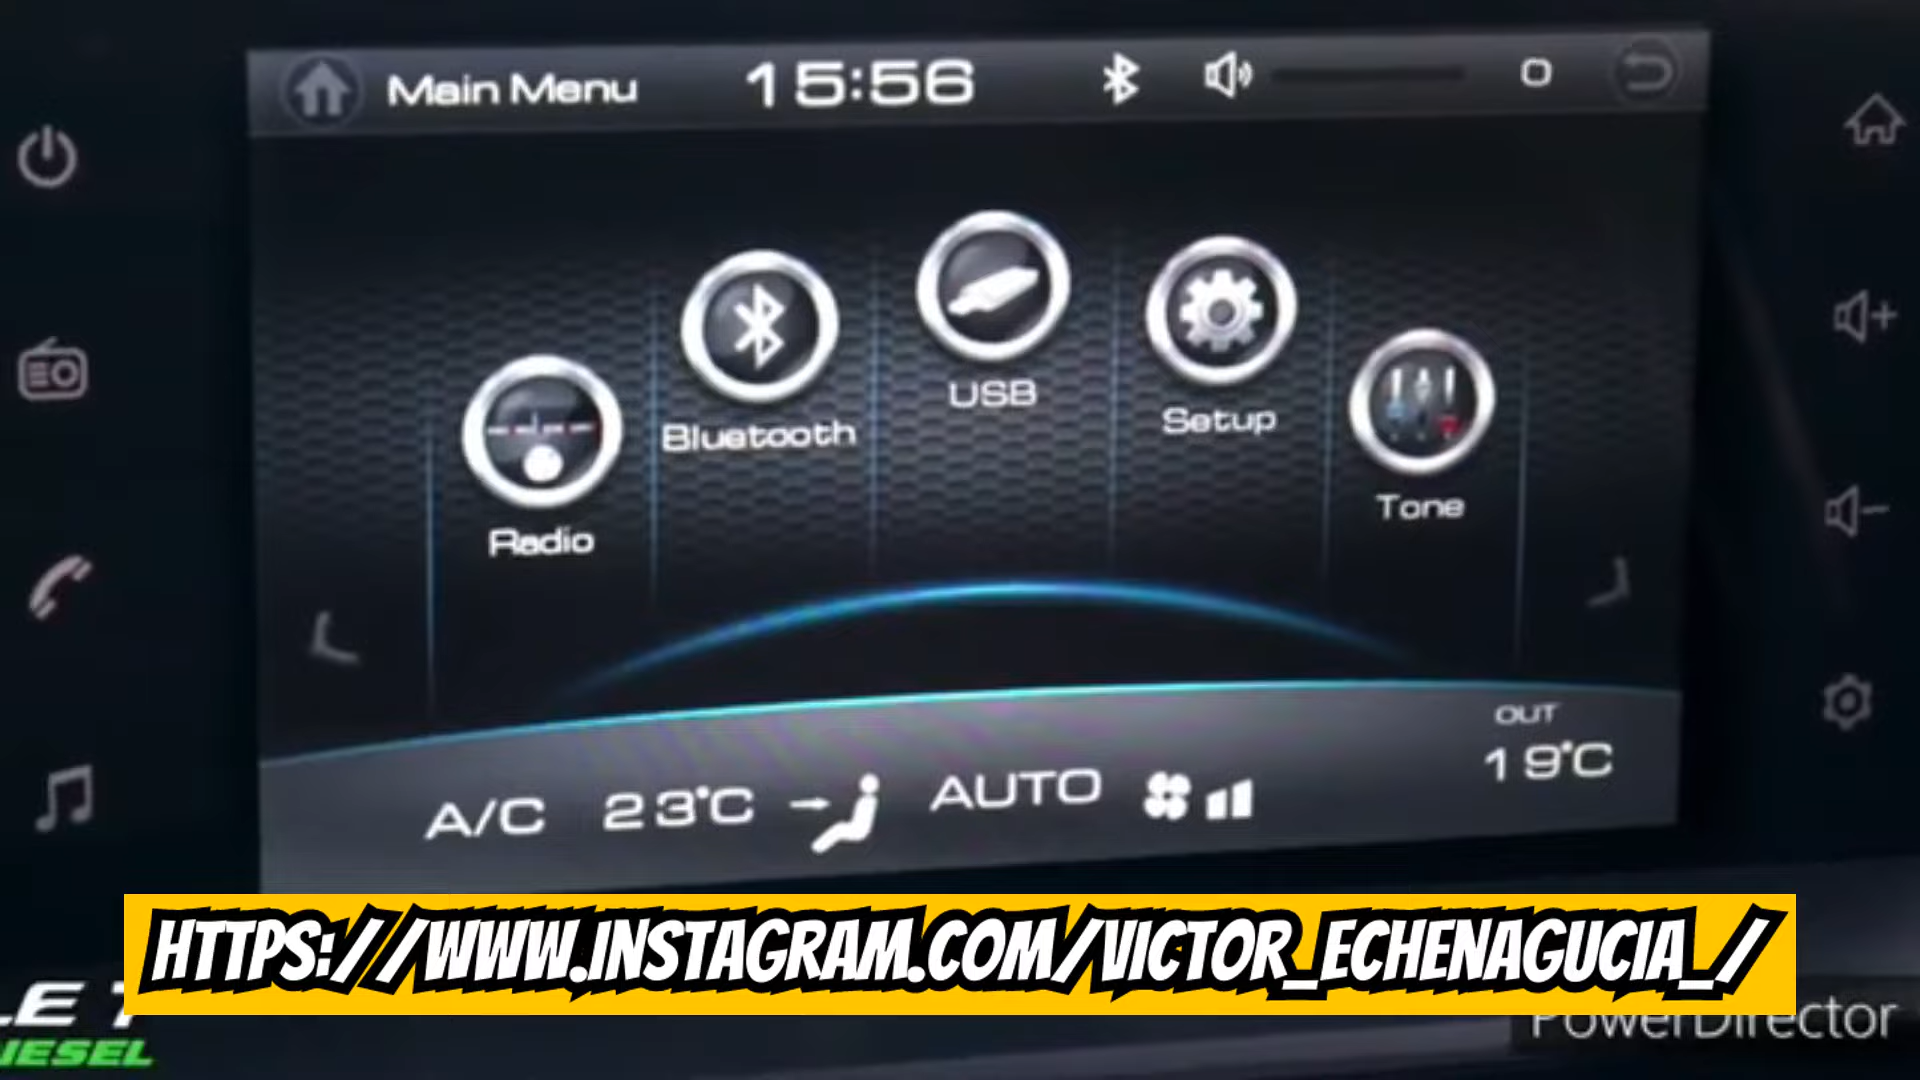 Main Menu 15:56 0
USB
Setup
Bluetooth
Tone
Radio
OUT
19°C
A/C 23°C AUTO
HTTPS://WWW.INSTAGRAM.COM/VICTOR_ECHENAGUCIA_/
PowerDirector